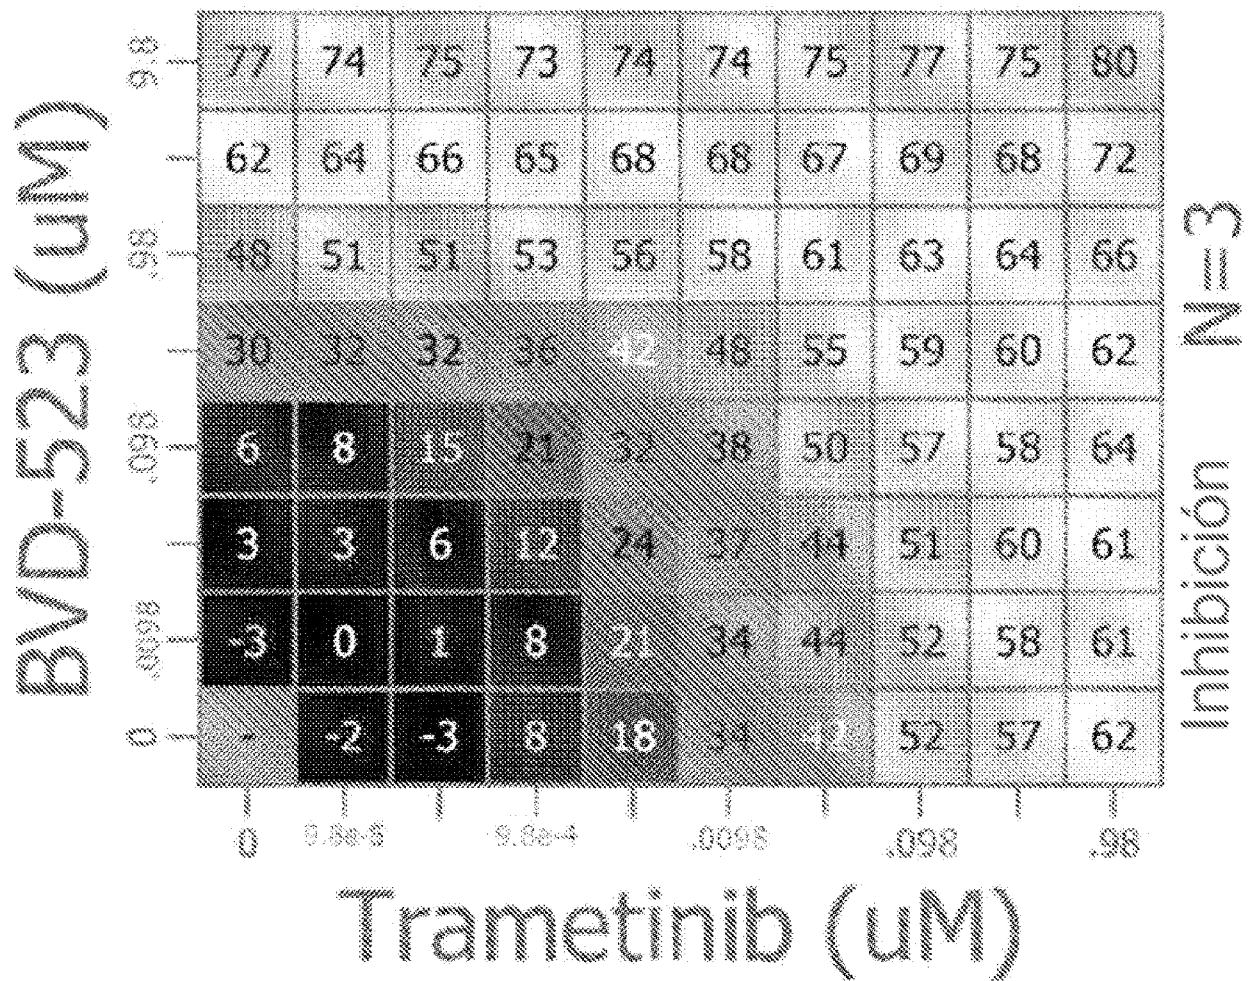 BVD-523 (uM)
9.8 77 74 75 73 74 74 75 77 75 80
62 64 66 65 68 68 67 69 68 72
.98 48 51 51 53 56 58 61 63 64 66
30 32 32 36 42 48 55 59 60 62
.098 6 8 15 21 32 38 50 57 58 64
3 3 6 12 24 37 44 51 60 61
.0098 -3 0 1 8 21 34 44 52 58 61
0 - -2 -3 8 18 34 42 52 57 62
0 9.8e-5 9.8e-4 .0098 .098 .98
Trametinib (uM)
Inhibición N=3